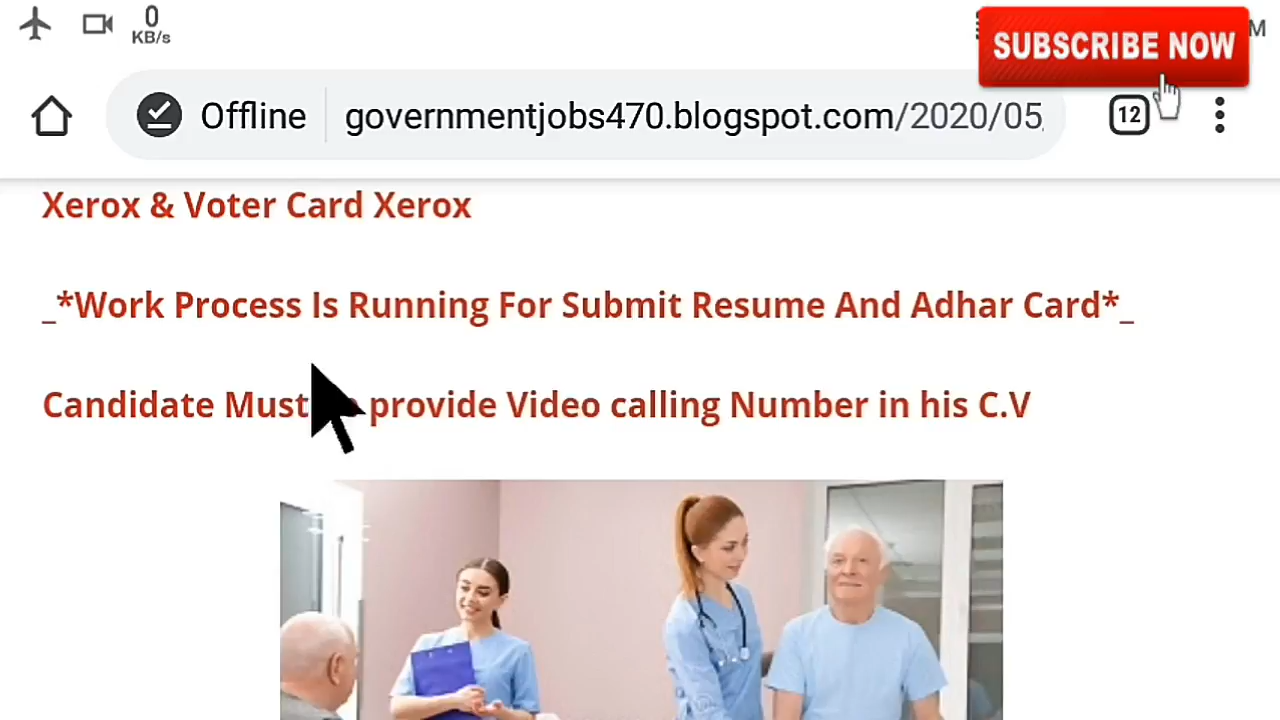 0
KB/s
SUBSCRIBE NOW
M
Offline
governmentjobs470.blogspot.com/2020/05
12
Xerox & Voter Card Xerox
_*Work Process Is Running For Submit Resume And Adhar Card*_
Candidate Must provide Video calling Number in his C.V